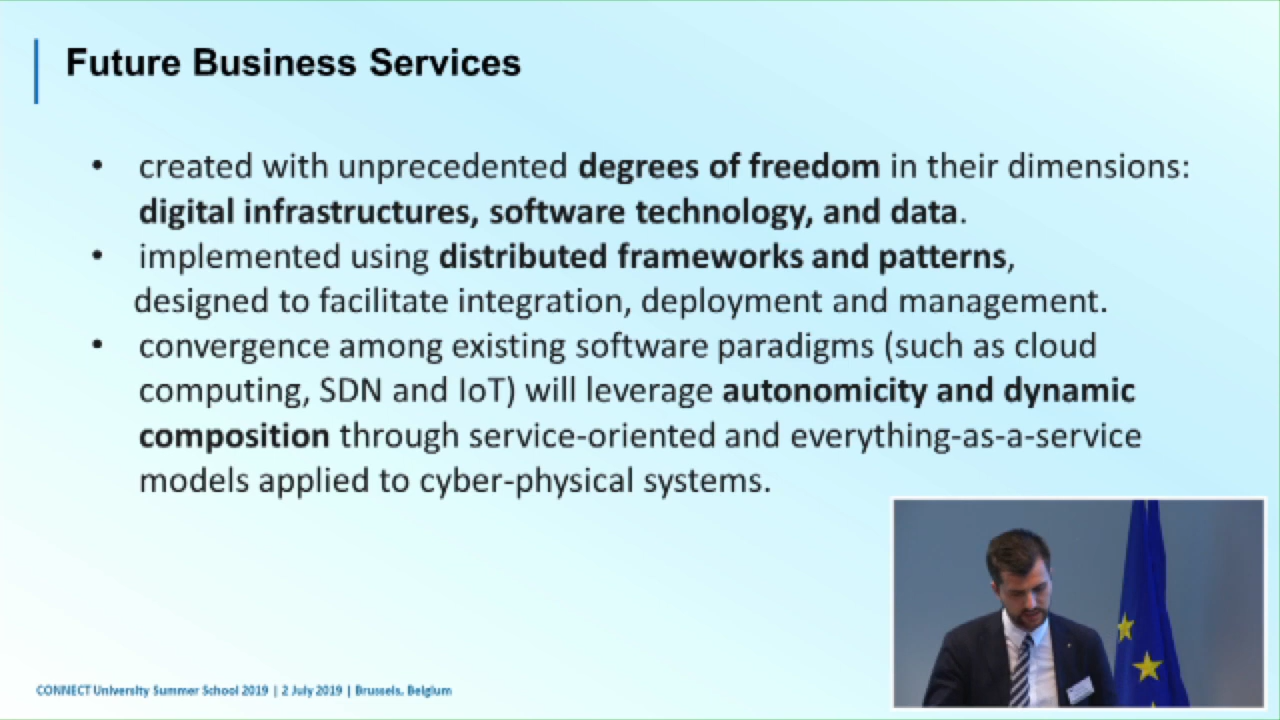 Future Business Services
• created with unprecedented degrees of freedom in their dimensions:
digital infrastructures, software technology, and data.
• implemented using distributed frameworks and patterns,
designed to facilitate integration, deployment and management.
• convergence among existing software paradigms (such as cloud
computing, SDN and IoT) will leverage autonomicity and dynamic
composition through service-oriented and everything-as-a-service
models applied to cyber-physical systems.
CONNECT University Summer School 2019 | 2 July 2019 | Brussels, Belgium